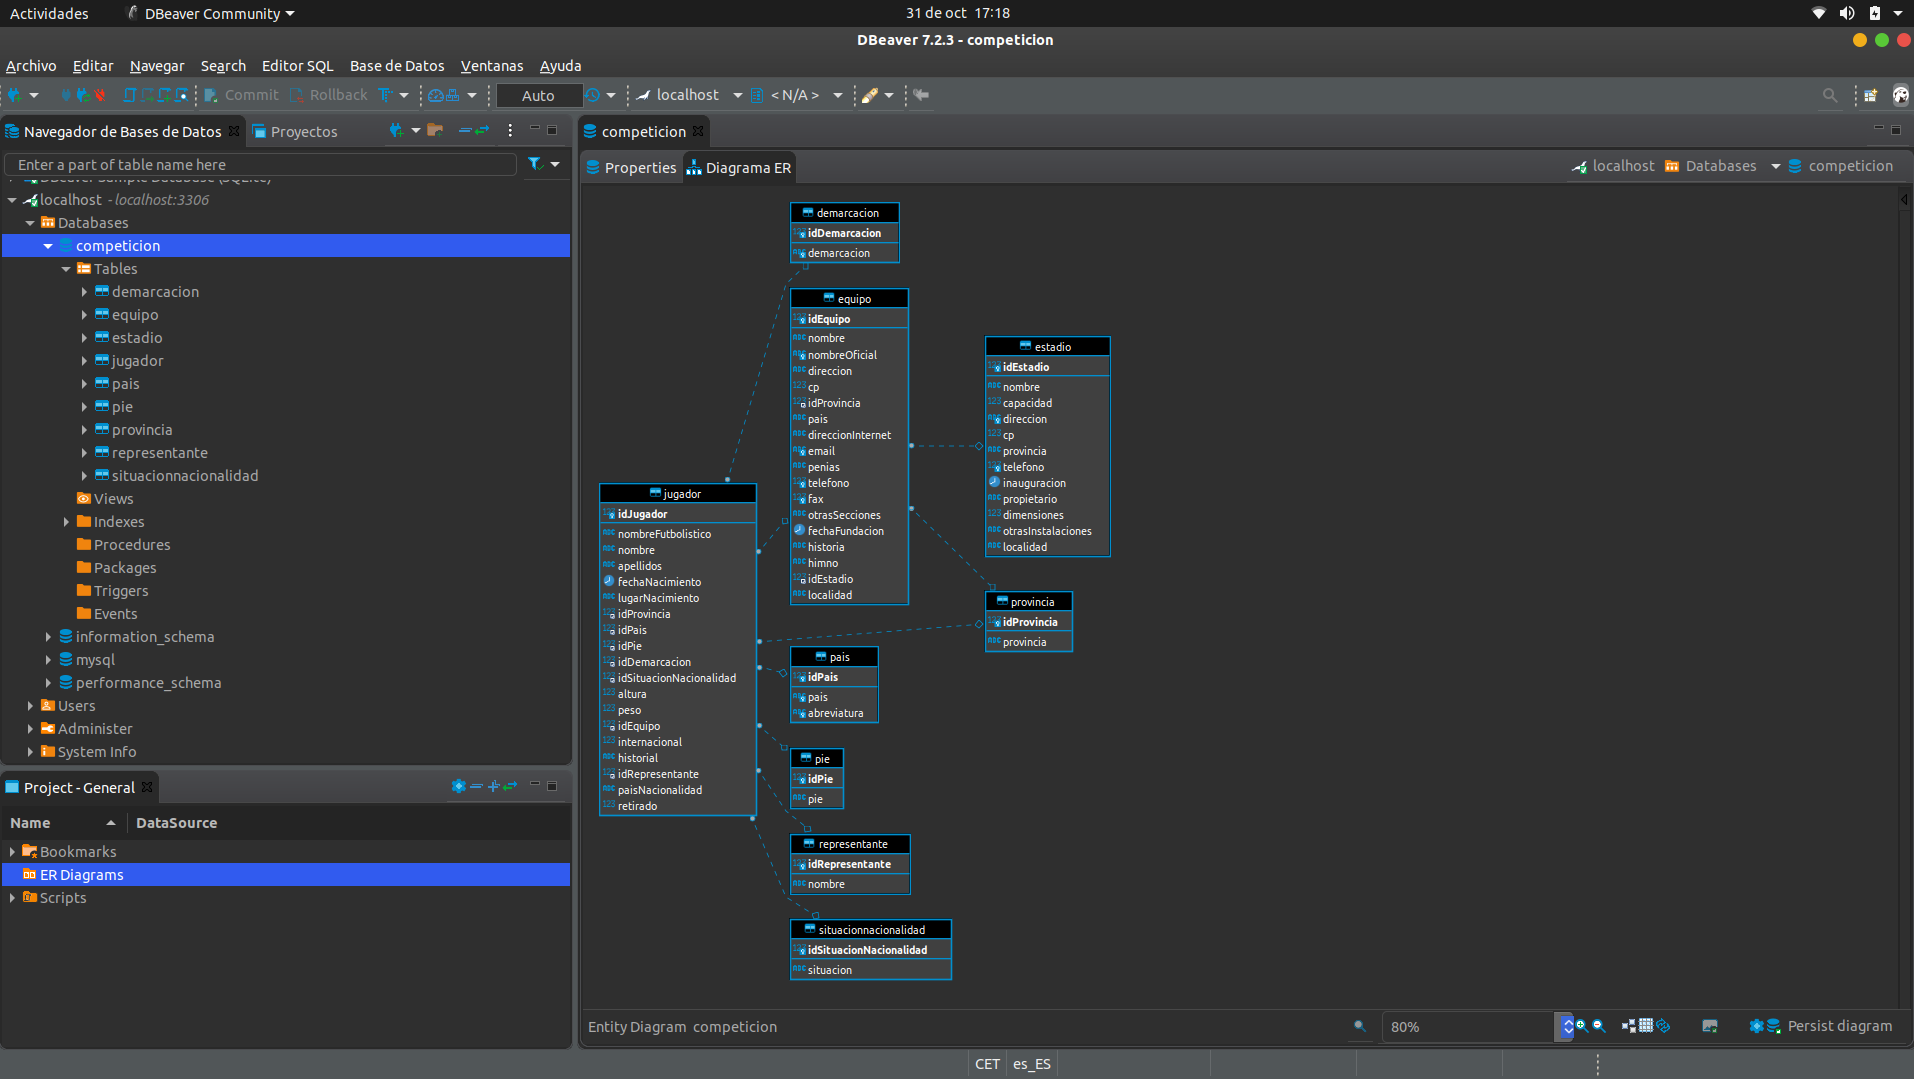 Actividades
DBeaver Community
31 de oct 17:18
DBeaver 7.2.3 - competicion
Archivo Editar Navegar Search Editor SQL Base de Datos Ventanas Ayuda
Commit Rollback Auto localhost < N/A >
Navegador de Bases de Datos
Proyectos
Enter a part of table name here
DBeaver Sample Database (SQLite)
localhost - localhost:3306
Databases
competicion
Tables
demarcacion
equipo
estadio
jugador
pais
pie
provincia
representante
situacionnacionalidad
Views
Indexes
Procedures
Packages
Triggers
Events
information_schema
mysql
performance_schema
Users
Administer
System Info
Project - General
Name DataSource
Bookmarks
ER Diagrams
Scripts
competicion
Properties Diagrama ER
localhost Databases competicion
demarcacion
idDemarcacion
demarcacion
equipo
idEquipo
nombre
nombreOficial
direccion
cp
idProvincia
pais
direccionInternet
email
penias
telefono
fax
otrasSecciones
fechaFundacion
historia
himno
idEstadio
localidad
estadio
idEstadio
nombre
capacidad
direccion
cp
provincia
telefono
inauguracion
propietario
dimensiones
otrasInstalaciones
localidad
jugador
idJugador
nombreFutbolistico
nombre
apellidos
fechaNacimiento
lugarNacimiento
idProvincia
idPais
idPie
idDemarcacion
idSituacionNacionalidad
altura
peso
idEquipo
internacional
historial
idRepresentante
paisNacionalidad
retirado
provincia
idProvincia
provincia
pais
idPais
pais
abreviatura
pie
idPie
pie
representante
idRepresentante
nombre
situacionnacionalidad
idSituacionNacionalidad
situacion
Entity Diagram competicion
80%
Persist diagram
CET es_ES